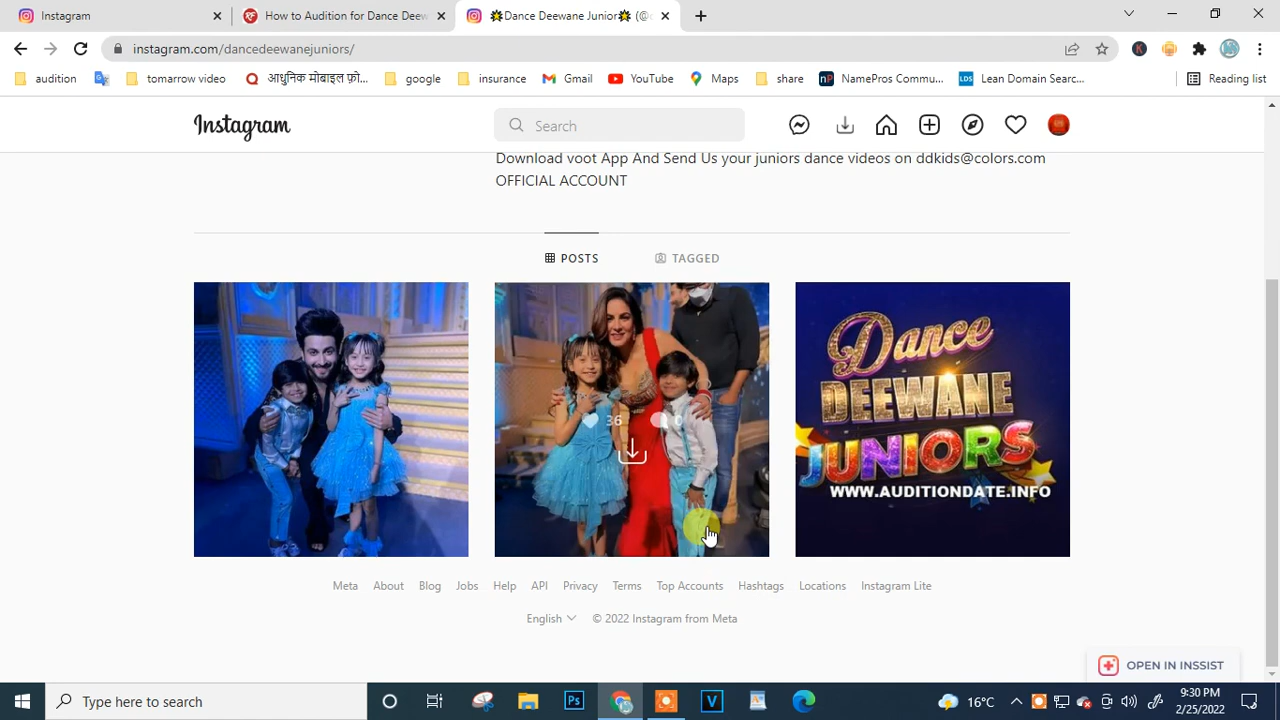 Instagram
How to Audition for Dance Deew
Dance Deewane Junior
instagram.com/dancedeewanejuniors/
audition
tomarrow video
आधुनिक मोबाइल फ़ो...
google
insurance
Gmail
YouTube
Maps
share
NamePros Commu...
Lean Domain Searc...
Reading list
Instagram
Search
Download voot App And Send Us your juniors dance videos on ddkids@colors.com
OFFICIAL ACCOUNT
POSTS
TAGGED
36
0
Dance
DEEWANE
JUNIORS
WWW.AUDITIONDATE.INFO
Meta About Blog Jobs Help API Privacy Terms Top Accounts Hashtags Locations Instagram Lite
English © 2022 Instagram from Meta
OPEN IN INSSIST
Type here to search
16°C
9:30 PM
2/25/2022